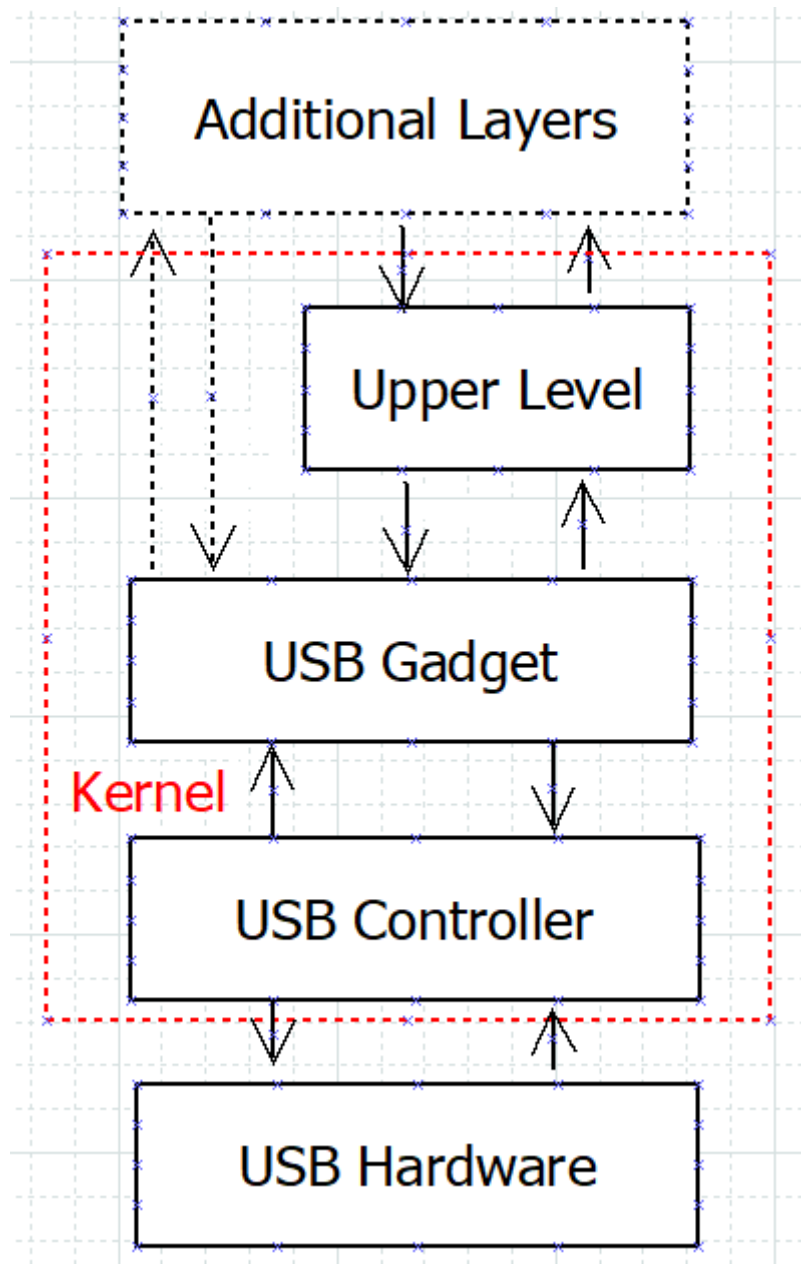 Additional Layers
Upper Level
USB Gadget
Kernel
USB Controller
USB Hardware